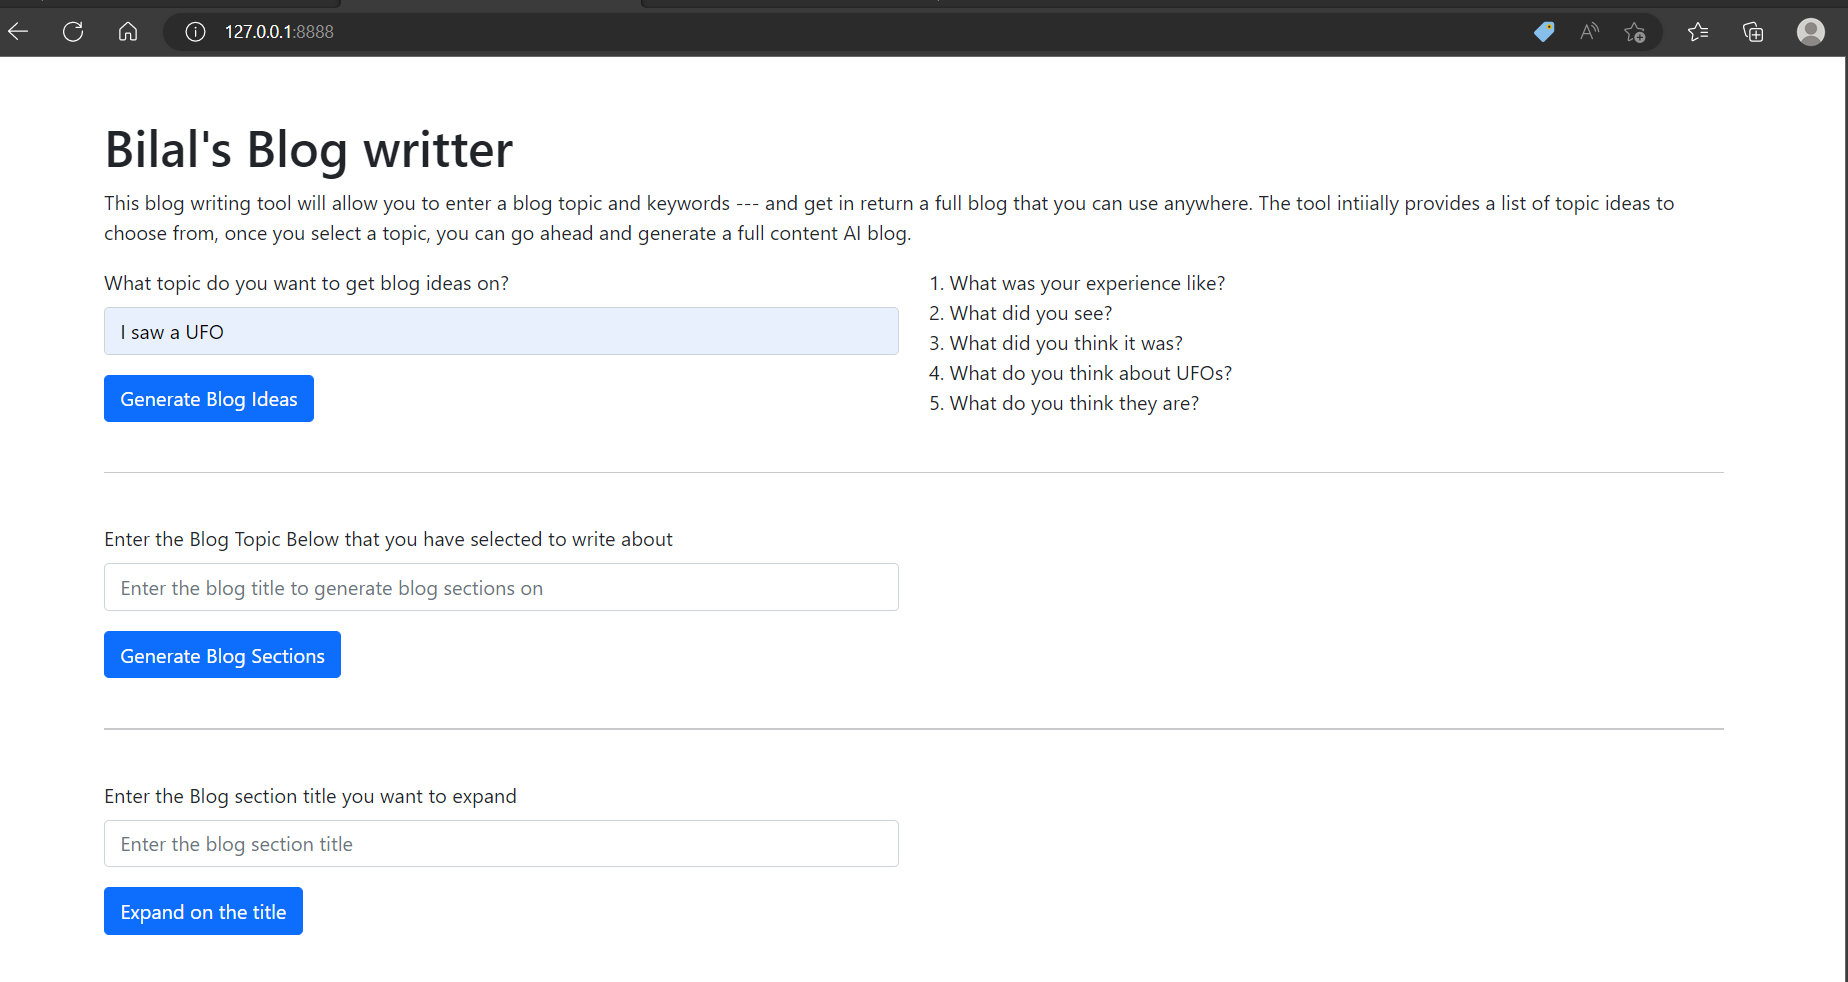 127.0.0.1:8888
Bilal's Blog writter
This blog writing tool will allow you to enter a blog topic and keywords --- and get in return a full blog that you can use anywhere. The tool intiially provides a list of topic ideas to
choose from, once you select a topic, you can go ahead and generate a full content AI blog.
What topic do you want to get blog ideas on?
I saw a UFO
Generate Blog Ideas
1. What was your experience like?
2. What did you see?
3. What did you think it was?
4. What do you think about UFOs?
5. What do you think they are?
Enter the Blog Topic Below that you have selected to write about
Enter the blog title to generate blog sections on
Generate Blog Sections
Enter the Blog section title you want to expand
Enter the blog section title
Expand on the title